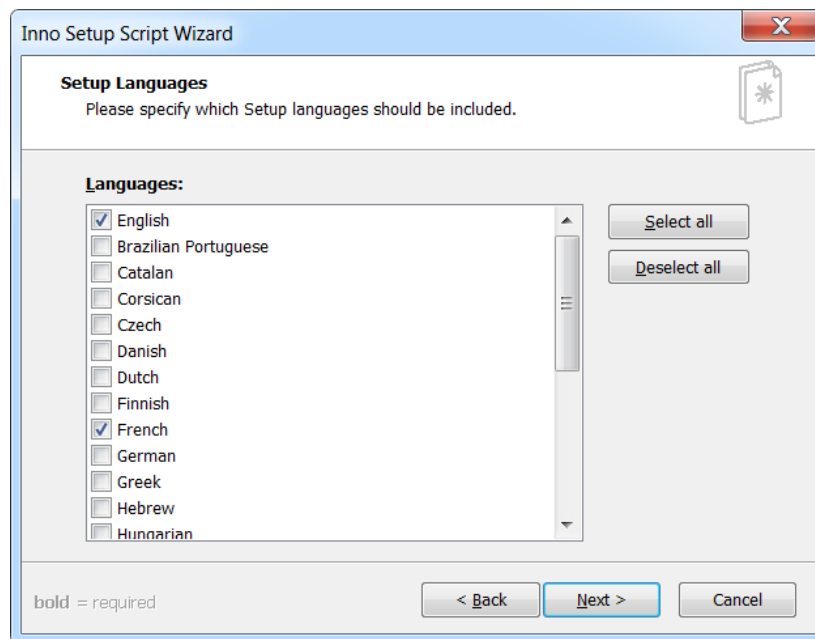 Inno Setup Script Wizard
Setup Languages
Please specify which Setup languages should be included.
Languages:
English
Brazilian Portuguese
Catalan
Corsican
Czech
Danish
Dutch
Finnish
French
German
Greek
Hebrew
Hungarian
Select all
Deselect all
bold = required
< Back
Next >
Cancel